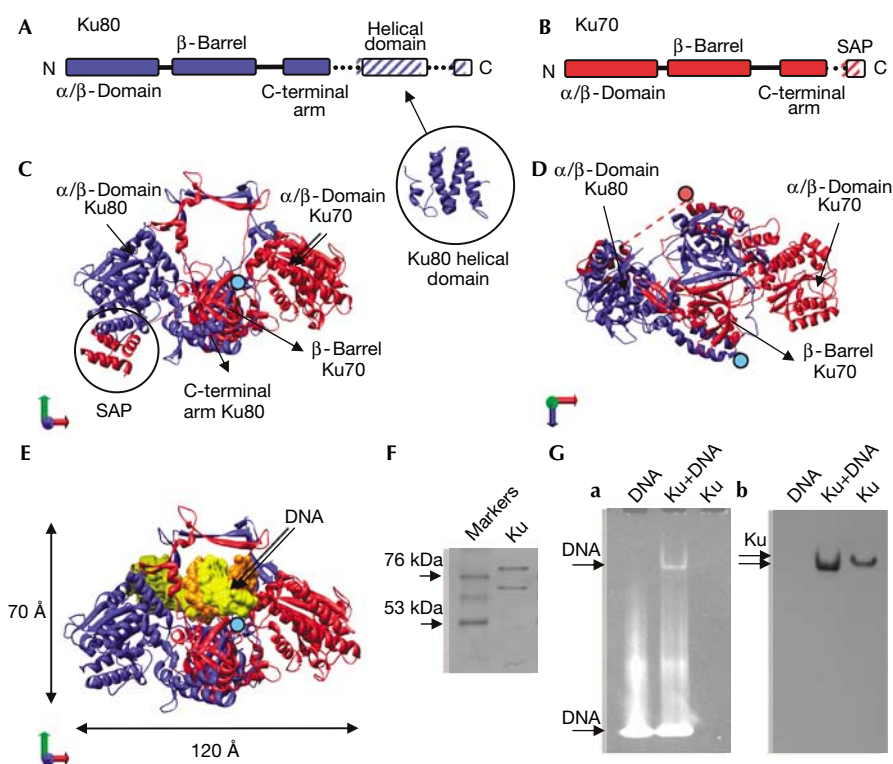 A Ku80
Helical
domain
β-Barrel
N C
α/β-Domain
C-terminal
arm
B Ku70
β-Barrel
SAP
N C
α/β-Domain
C-terminal
arm
C
α/β-Domain
Ku80
α/β-Domain
Ku70
β-Barrel
Ku70
C-terminal
arm Ku80
SAP
Ku80 helical
domain
D
α/β-Domain
Ku80
α/β-Domain
Ku70
β-Barrel
Ku70
E
DNA
70 Å
120 Å
F
Markers
Ku
76 kDa
53 kDa
G
a
DNA
Ku+DNA
Ku
DNA
DNA
b
DNA
Ku+DNA
Ku
Ku